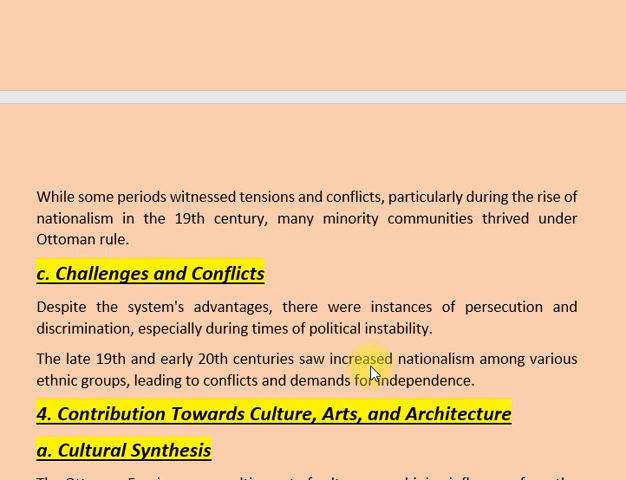 While some periods witnessed tensions and conflicts, particularly during the rise of
nationalism in the 19th century, many minority communities thrived under
Ottoman rule.
c. Challenges and Conflicts
Despite the system's advantages, there were instances of persecution and
discrimination, especially during times of political instability.
The late 19th and early 20th centuries saw increased nationalism among various
ethnic groups, leading to conflicts and demands for independence.
4. Contribution Towards Culture, Arts, and Architecture
a. Cultural Synthesis